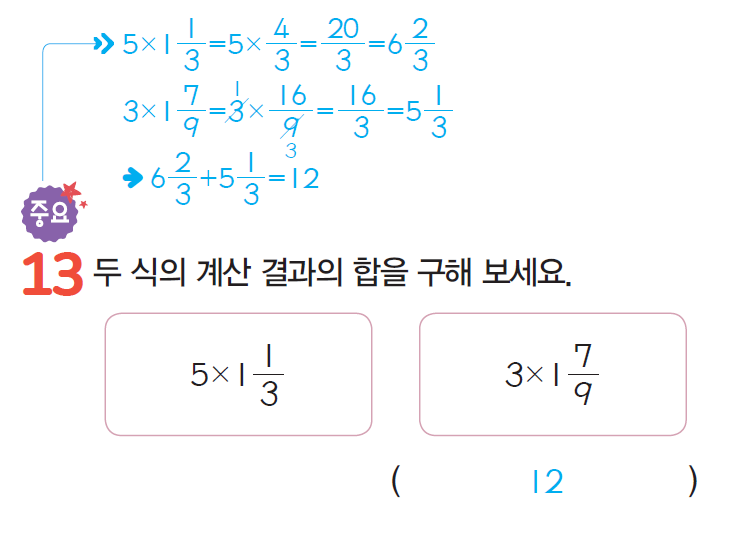 5×1 1/3=5×4/3=20/3=6 2/3
3×1 7/9=3×16/9=16/3=5 1/3
1
3
➔ 6 2/3+5 1/3=12
중요
13 두 식의 계산 결과의 합을 구해 보세요.
5×1 1/3
3×1 7/9
( 12 )